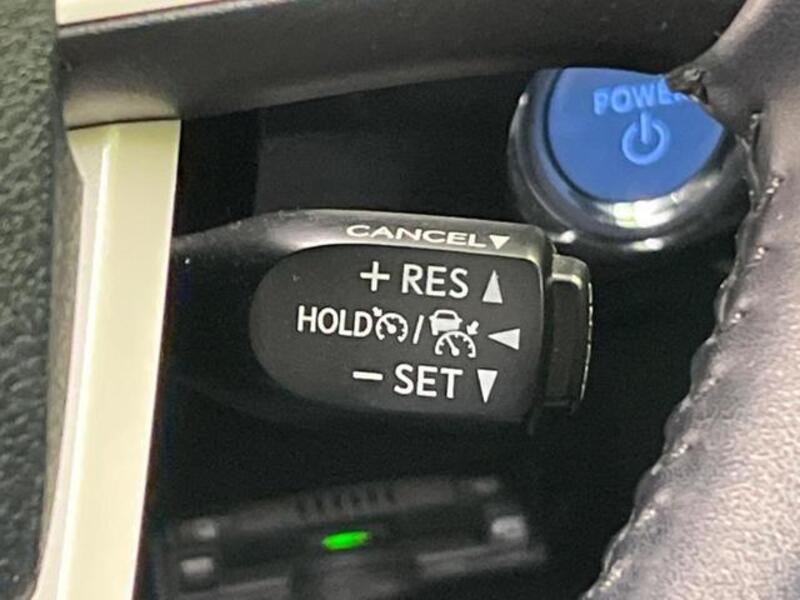 POWER
CANCEL▼
+ RES ▲
HOLD / ◀
− SET ▼